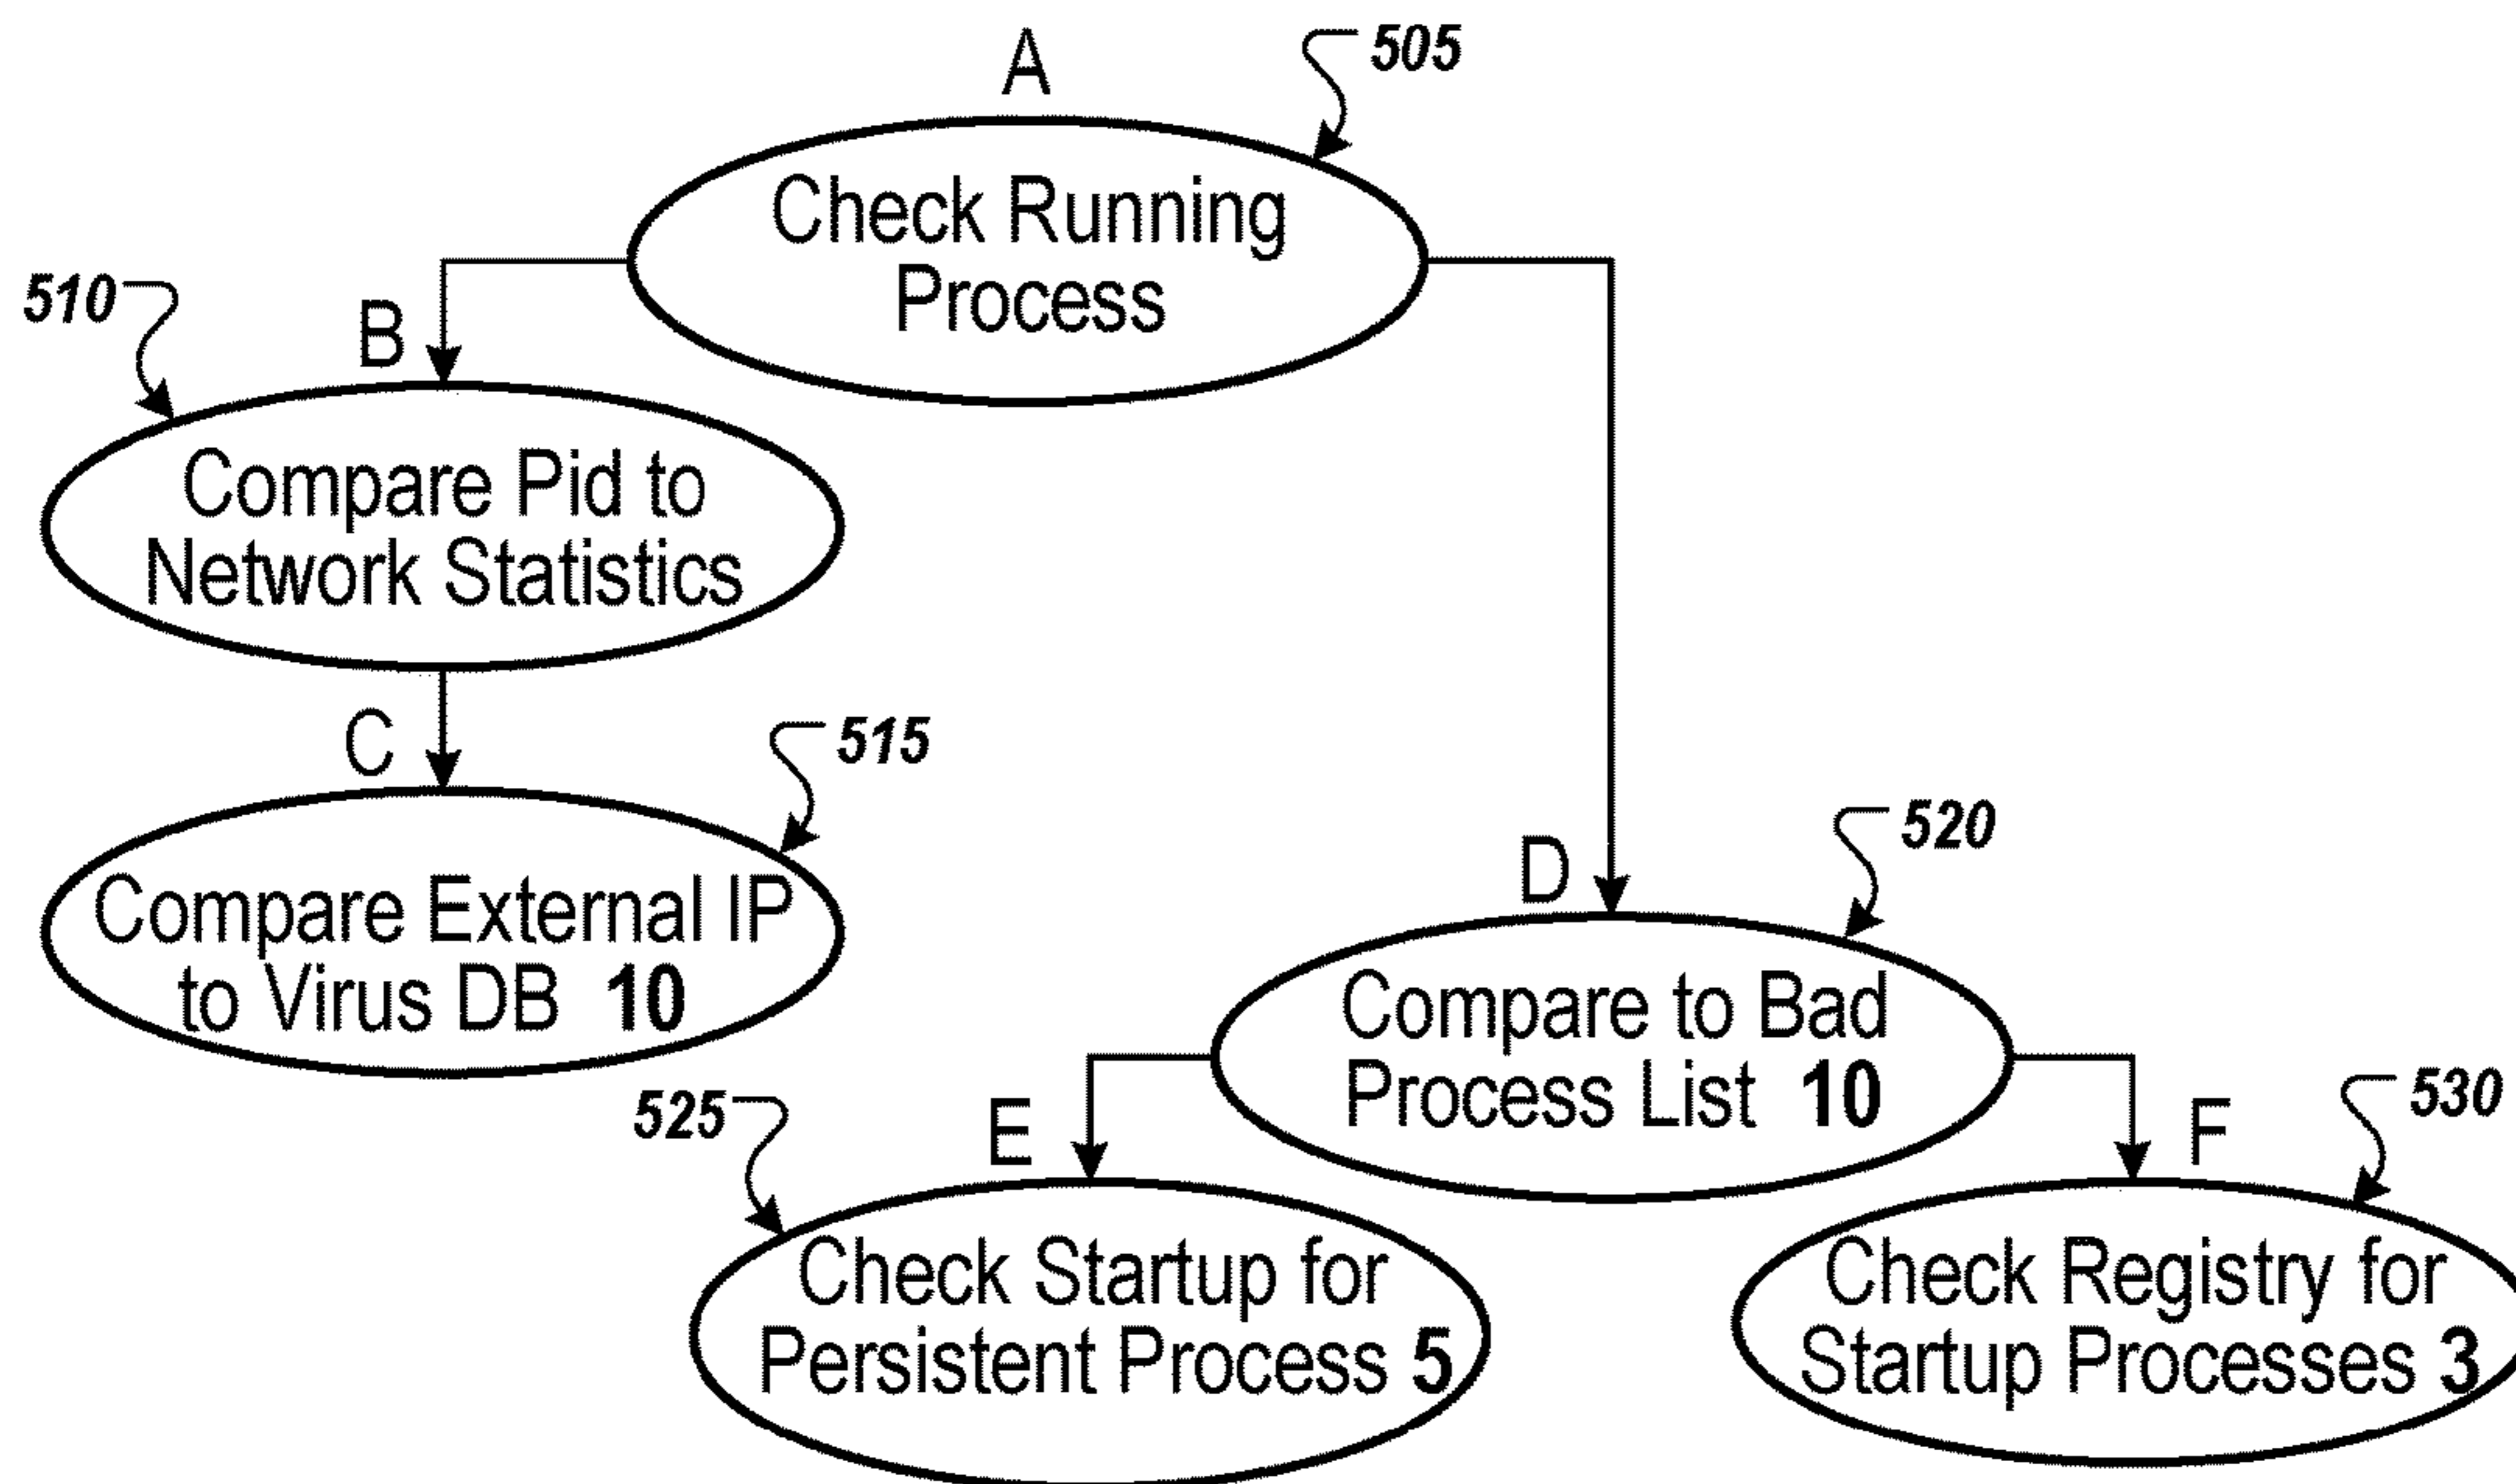 A
505
Check Running
Process
510
B
Compare Pid to
Network Statistics
C
515
Compare External IP
to Virus DB 10
D
520
Compare to Bad
Process List 10
525
E
Check Startup for
Persistent Process 5
F
530
Check Registry for
Startup Processes 3